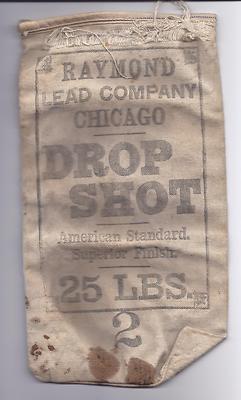 RAYMOND
LEAD COMPANY
CHICAGO
DROP
SHOT
American Standard.
Superior Finish.
25 LBS.
2